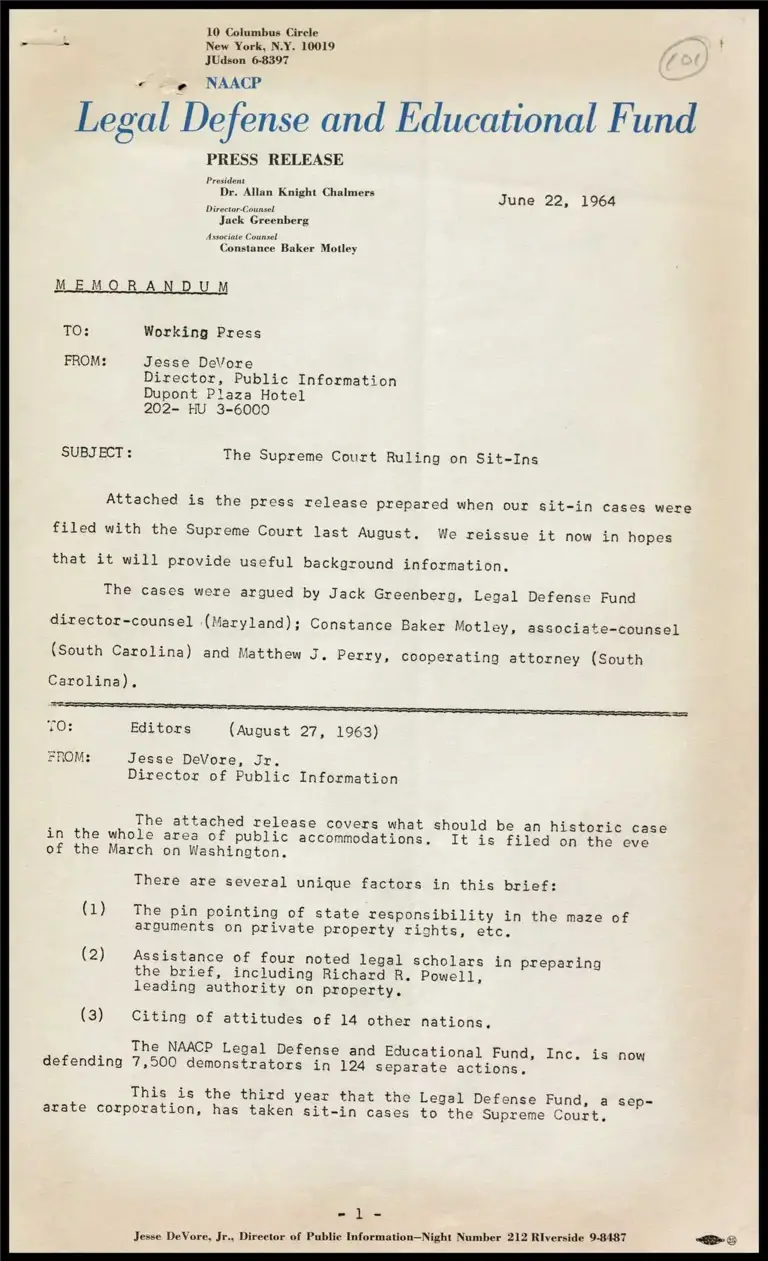 10 Columbus Circle
New York, N.Y. 10019
JUdson 6-8397
101
NAACP
Legal Defense and Educational Fund
PRESS RELEASE
President
Dr. Allan Knight Chalmers
Director-Counsel
Jack Greenberg
Associate Counsel
Constance Baker Motley
June 22, 1964
MEMORANDUM
TO: Working Press
FROM: Jesse DeVore
Director, Public Information
Dupont Plaza Hotel
202- HU 3-6000
SUBJECT: The Supreme Court Ruling on Sit-Ins
Attached is the press release prepared when our sit-in cases were
filed with the Supreme Court last August. We reissue it now in hopes
that it will provide useful background information.
The cases were argued by Jack Greenberg, Legal Defense Fund
director-counsel (Maryland); Constance Baker Motley, associate-counsel
(South Carolina) and Matthew J. Perry, cooperating attorney (South
Carolina).
TO: Editors (August 27, 1963)
FROM: Jesse DeVore, Jr.
Director of Public Information
The attached release covers what should be an historic case
in the whole area of public accommodations. It is filed on the eve
of the March on Washington.
There are several unique factors in this brief:
(1) The pin pointing of state responsibility in the maze of
arguments on private property rights, etc.
(2) Assistance of four noted legal scholars in preparing
the brief, including Richard R. Powell,
leading authority on property.
(3) Citing of attitudes of 14 other nations.
The NAACP Legal Defense and Educational Fund, Inc. is now
defending 7,500 demonstrators in 124 separate actions.
This is the third year that the Legal Defense Fund, a sep-
arate corporation, has taken sit-in cases to the Supreme Court.
- 1 -
Jesse DeVore, Jr., Director of Public Information—Night Number 212 RIverside 9-8487